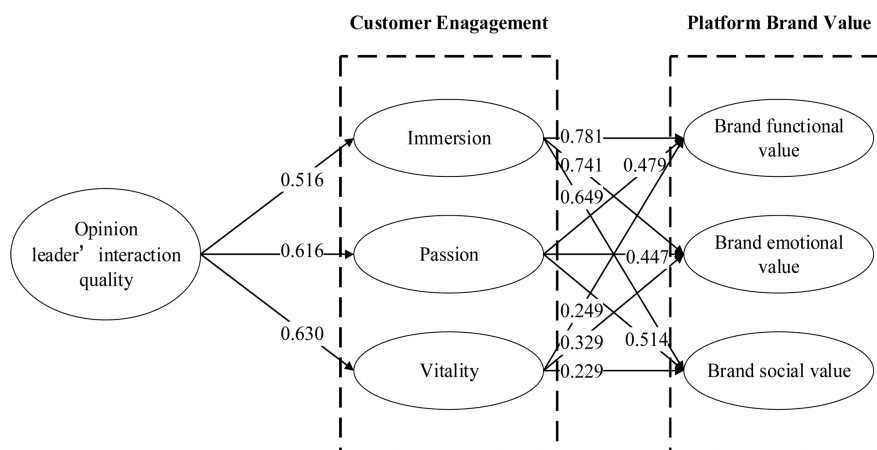 Customer Enagagement
Platform Brand Value
Immersion
Brand functional
value
0.781
0.741
0.479
0.649
0.516
Opinion
leader’ interaction
quality
0.616
Passion
Brand emotional
value
0.447
0.249
0.630
0.329
0.514
Vitality
0.229
Brand social value